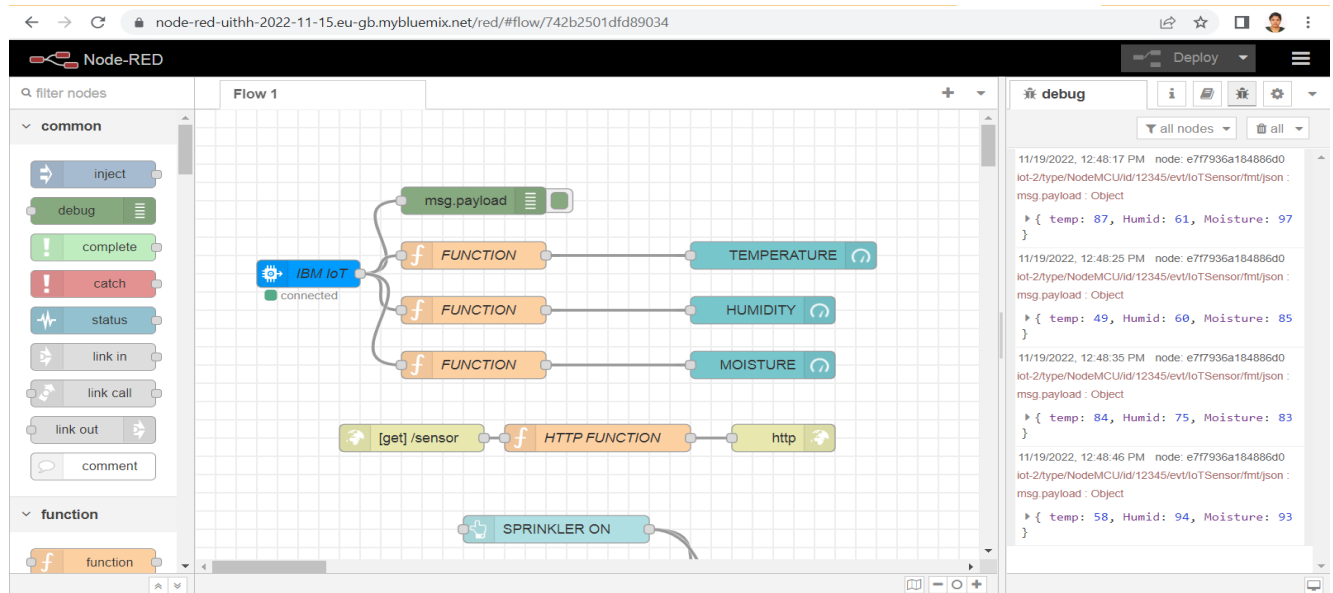 node-red-uithh-2022-11-15.eu-gb.mybluemix.net/red/#flow/742b2501dfd89034
Node-RED
Deploy
filter nodes
Flow 1
debug
i
all nodes
all
common
inject
debug
complete
catch
status
link in
link call
link out
comment
function
function
msg.payload
IBM IoT
connected
FUNCTION
TEMPERATURE
FUNCTION
HUMIDITY
FUNCTION
MOISTURE
[get] /sensor
HTTP FUNCTION
http
SPRINKLER ON
11/19/2022, 12:48:17 PM node: e7f7936a184886d0
iot-2/type/NodeMCU/id/12345/evt/IoTSensor/fmt/json :
msg.payload : Object
{ temp: 87, Humid: 61, Moisture: 97
}
11/19/2022, 12:48:25 PM node: e7f7936a184886d0
iot-2/type/NodeMCU/id/12345/evt/IoTSensor/fmt/json :
msg.payload : Object
{ temp: 49, Humid: 60, Moisture: 85
}
11/19/2022, 12:48:35 PM node: e7f7936a184886d0
iot-2/type/NodeMCU/id/12345/evt/IoTSensor/fmt/json :
msg.payload : Object
{ temp: 84, Humid: 75, Moisture: 83
}
11/19/2022, 12:48:46 PM node: e7f7936a184886d0
iot-2/type/NodeMCU/id/12345/evt/IoTSensor/fmt/json :
msg.payload : Object
{ temp: 58, Humid: 94, Moisture: 93
}